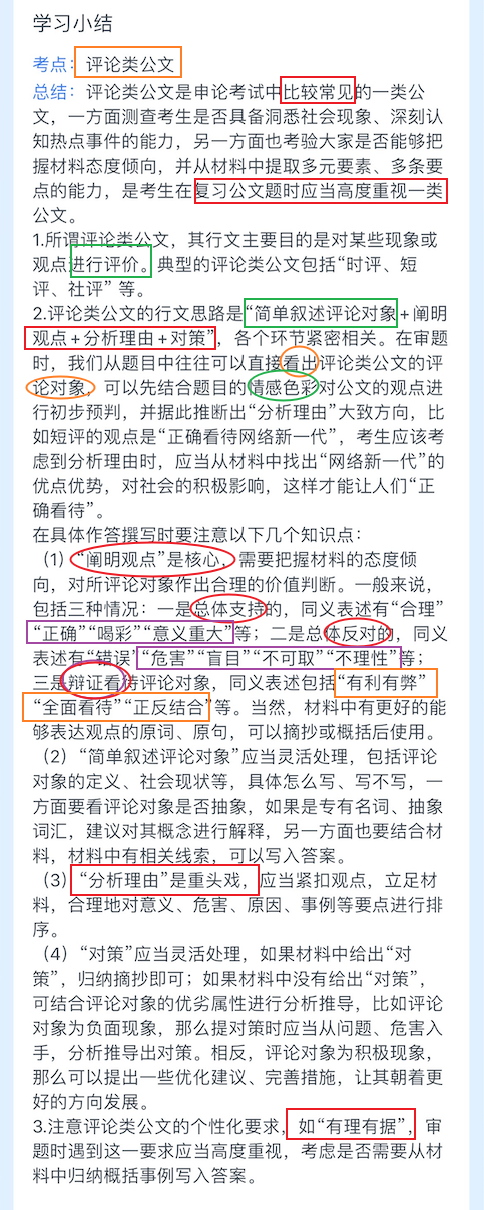 学习小结
考点：评论类公文
总结：评论类公文是申论考试中比较常见的一类公
文，一方面测查考生是否具备洞悉社会现象、深刻认
知热点事件的能力，另一方面也考验大家是否能够把
握材料态度倾向，并从材料中提取多元要素、多条要
点的能力，是考生在复习公文题时应当高度重视一类
公文。
1.所谓评论类公文，其行文主要目的是对某些现象或
观点进行评价。典型的评论类公文包括“时评、短
评、社评” 等。
2.评论类公文的行文思路是“简单叙述评论对象+阐明
观点+分析理由+对策”，各个环节紧密相关。在审题
时，我们从题目中往往可以直接看出评论类公文的评
论对象，可以先结合题目的情感色彩对公文的观点进
行初步预判，并据此推断出“分析理由”大致方向，比
如短评的观点是“正确看待网络新一代”，考生应该考
虑到分析理由时，应当从材料中找出“网络新一代”的
优点优势，对社会的积极影响，这样才能让人们“正
确看待”。
在具体作答撰写时要注意以下几个知识点：
（1）“阐明观点”是核心，需要把握材料的态度倾
向，对所评论对象作出合理的价值判断。一般来说，
包括三种情况：一是总体支持的，同义表述有“合理”
“正确”“喝彩”“意义重大”等；二是总体反对的，同义
表述有“错误”“危害”“盲目”“不可取”“不理性”等；
三是辩证看待评论对象，同义表述包括“有利有弊”
“全面看待”“正反结合”等。当然，材料中有更好的能
够表达观点的原词、原句，可以摘抄或概括后使用。
（2）“简单叙述评论对象”应当灵活处理，包括评论
对象的定义、社会现状等，具体怎么写、写不写，一
方面要看评论对象是否抽象，如果是专有名词、抽象
词汇，建议对其概念进行解释，另一方面也要结合材
料，材料中有相关线索，可以写入答案。
（3）“分析理由”是重头戏，应当紧扣观点，立足材
料，合理地对意义、危害、原因、事例等要点进行排
序。
（4）“对策”应当灵活处理，如果材料中给出“对
策”，归纳摘抄即可；如果材料中没有给出“对策”，
可结合评论对象的优劣属性进行分析推导，比如评论
对象为负面现象，那么提对策时应当从问题、危害入
手，分析推导出对策。相反，评论对象为积极现象，
那么可以提出一些优化建议、完善措施，让其朝着更
好的方向发展。
3.注意评论类公文的个性化要求，如“有理有据”，审
题时遇到这一要求应当高度重视，考虑是否需要从材
料中归纳概括事例写入答案。